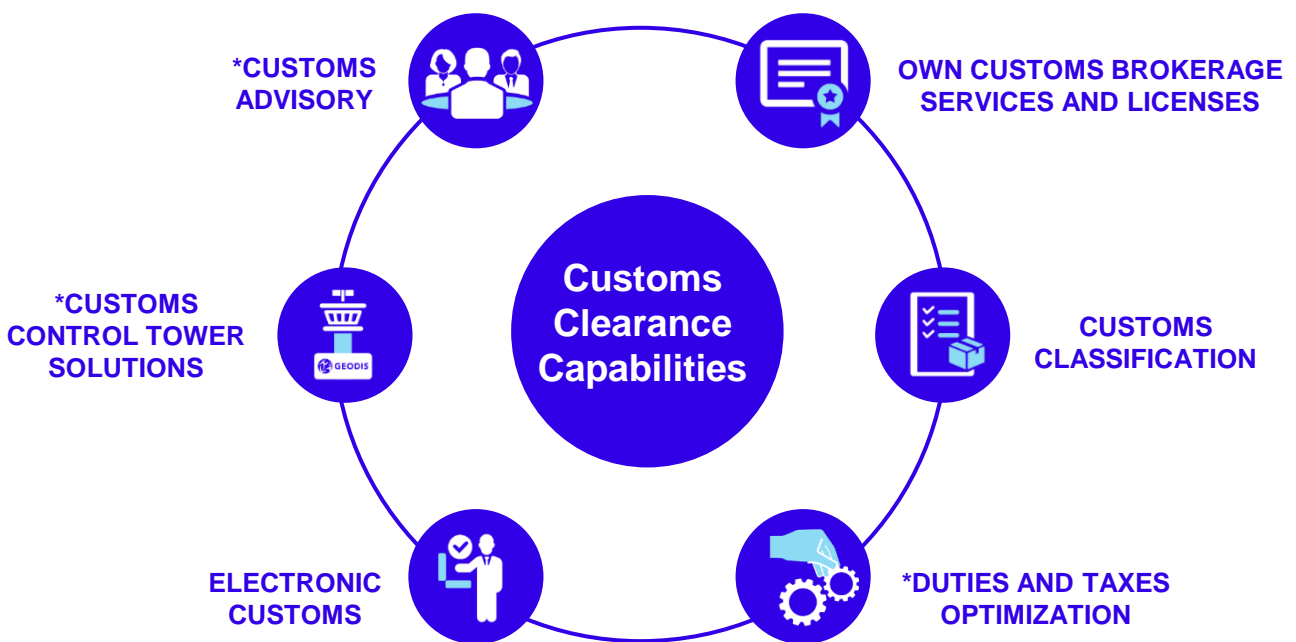 *CUSTOMS
ADVISORY
OWN CUSTOMS BROKERAGE
SERVICES AND LICENSES
*CUSTOMS
CONTROL TOWER
SOLUTIONS
GEODIS
Customs
Clearance
Capabilities
CUSTOMS
CLASSIFICATION
ELECTRONIC
CUSTOMS
*DUTIES AND TAXES
OPTIMIZATION